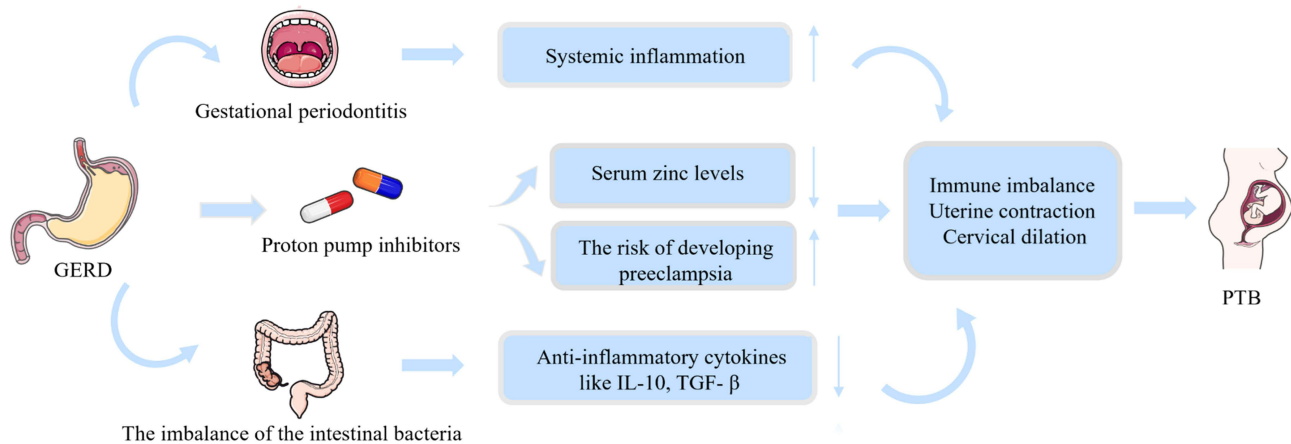 GERD
Gestational periodontitis
Systemic inflammation
Proton pump inhibitors
Serum zinc levels
The risk of developing
preeclampsia
The imbalance of the intestinal bacteria
Anti-inflammatory cytokines
like IL-10, TGF- β
Immune imbalance
Uterine contraction
Cervical dilation
PTB